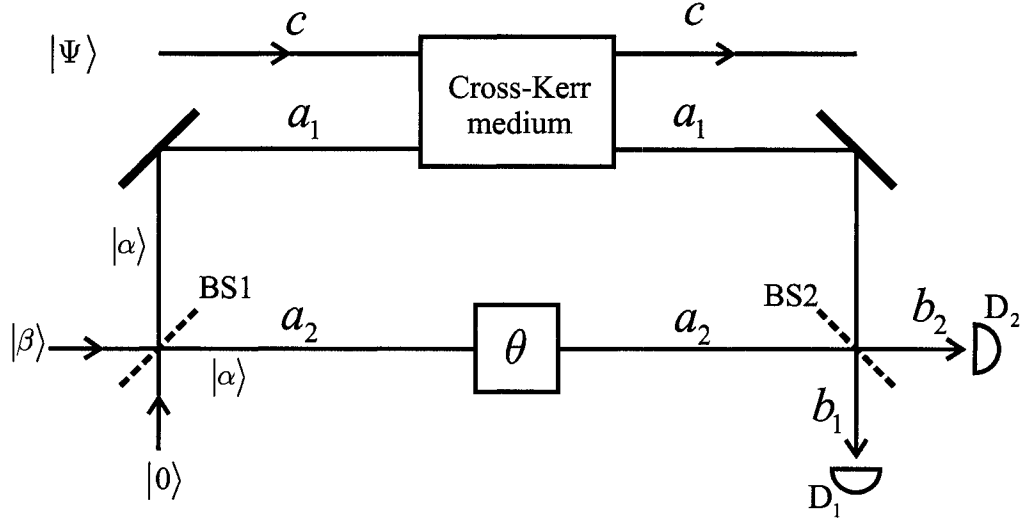 c
c
|Ψ⟩
Cross-Kerr
medium
a₁
a₁
|α⟩
BS1
BS2
a₂
a₂
b₂
D₂
|β⟩
θ
|α⟩
b₁
|0⟩
D₁